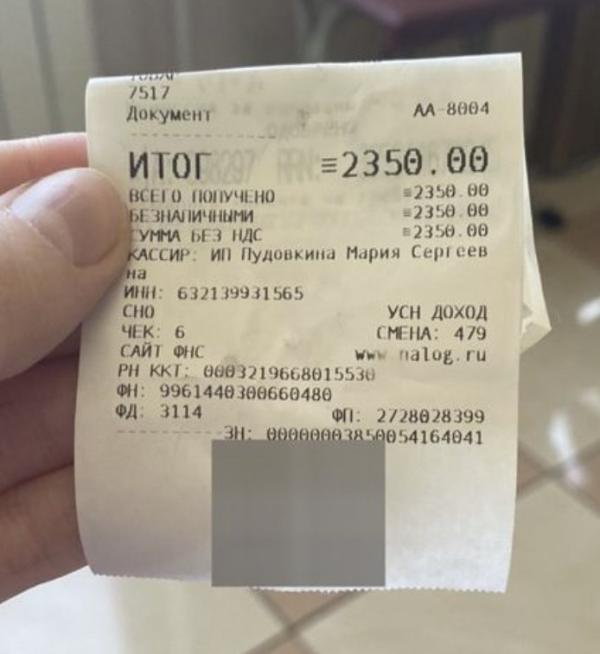 7517
Документ АА-8004
ИТОГ ≡2350.00
ВСЕГО ПОЛУЧЕНО ≡2350.00
БЕЗНАЛИЧНЫМИ ≡2350.00
СУММА БЕЗ НДС ≡2350.00
КАССИР: ИП Пудовкина Мария Сергеев
на
ИНН: 632139931565
СНО УСН ДОХОД
ЧЕК: 6 СМЕНА: 479
САЙТ ФНС www.nalog.ru
РН ККТ: 0003219668015530
ФН: 9961440300660480
ФД: 3114 ФП: 2728028399
ЗН: 00000003850054164041